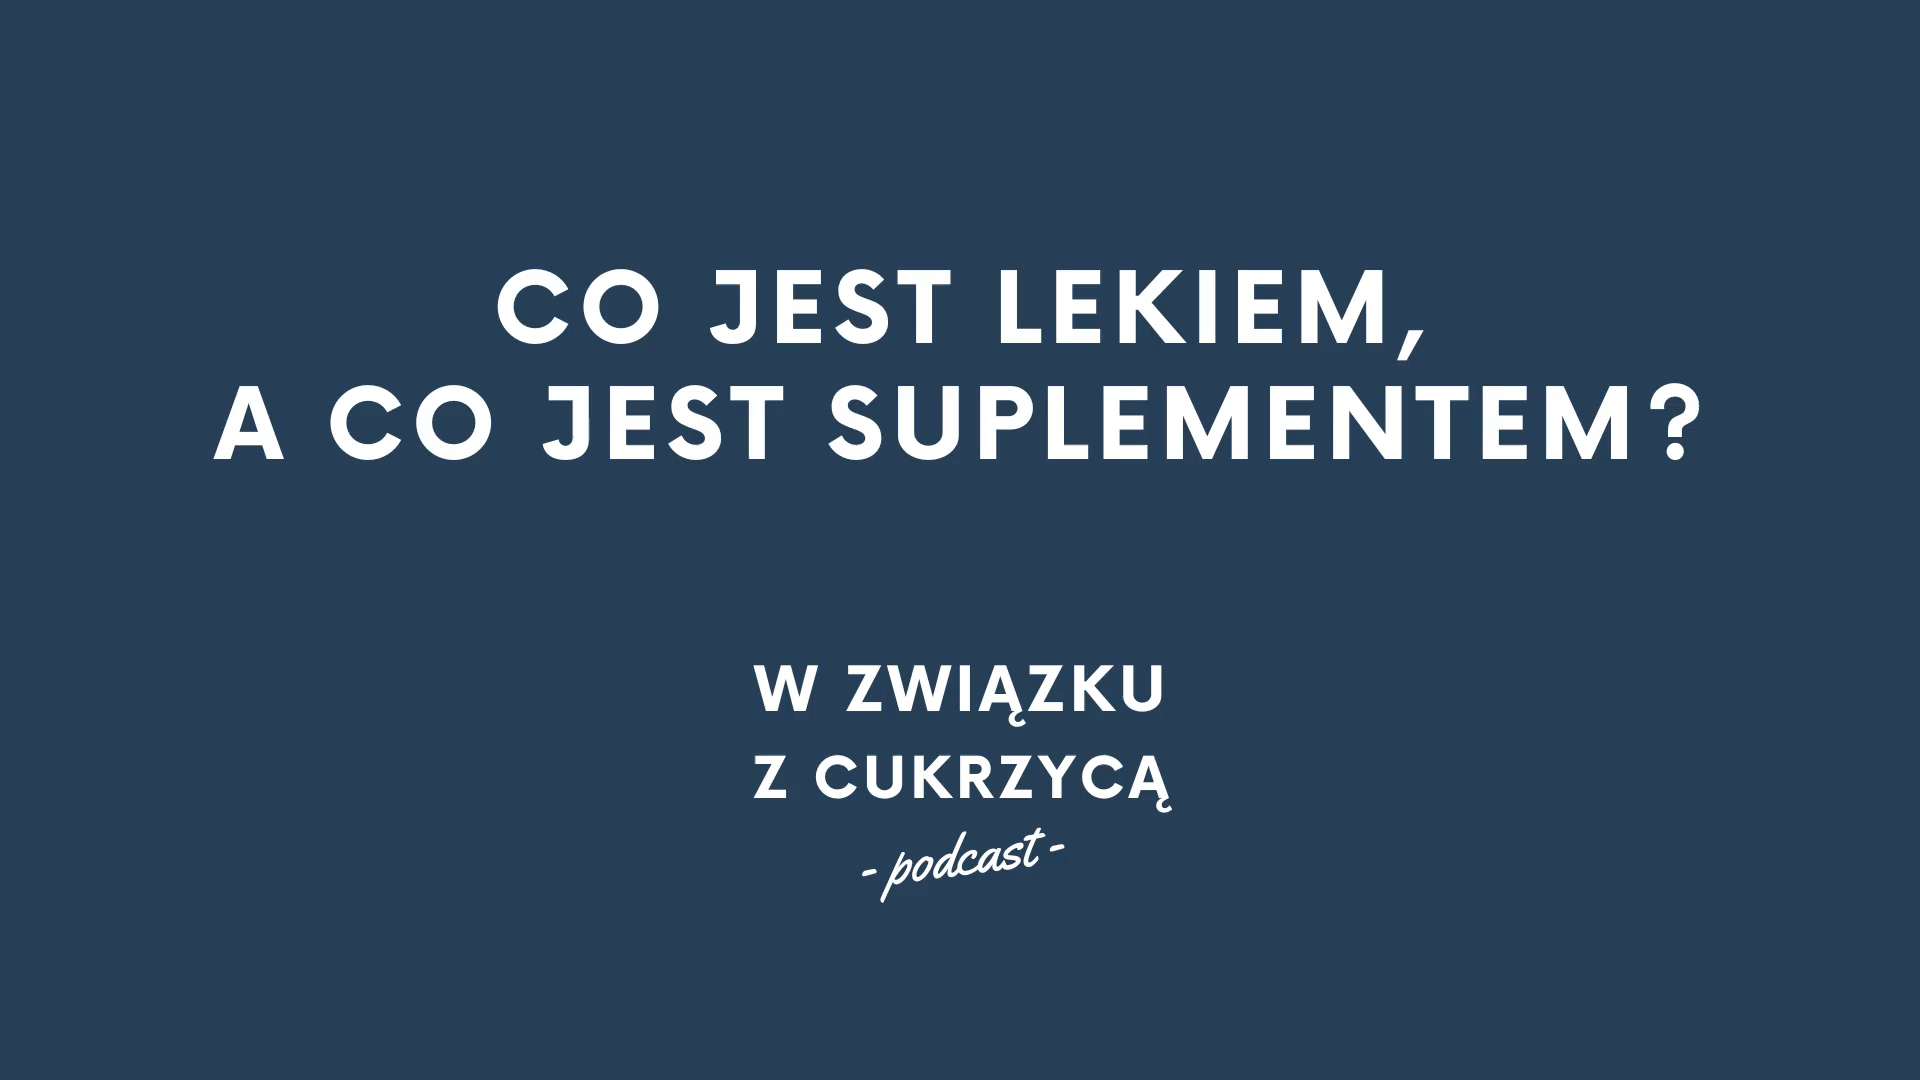 CO JEST LEKIEM,
A CO JEST SUPLEMENTEM?
W ZWIĄZKU
Z CUKRZYCĄ
- podcast -